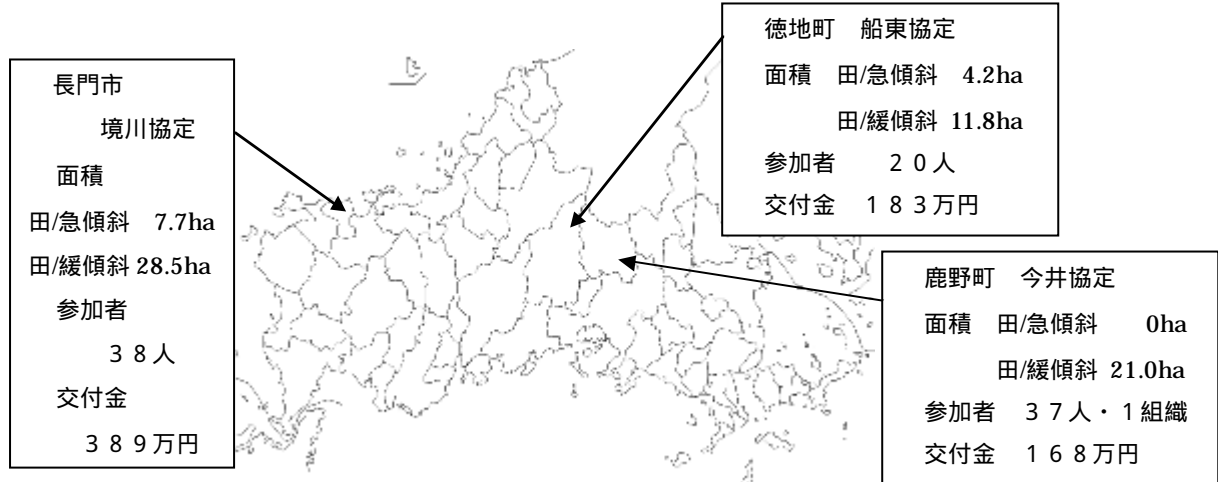 長門市
境川協定
面積
田/急傾斜 7.7ha
田/緩傾斜 28.5ha
参加者
38人
交付金
389万円
徳地町 船東協定
面積 田/急傾斜 4.2ha
田/緩傾斜 11.8ha
参加者 20人
交付金 183万円
鹿野町 今井協定
面積 田/急傾斜 0ha
田/緩傾斜 21.0ha
参加者 37人・1組織
交付金 168万円